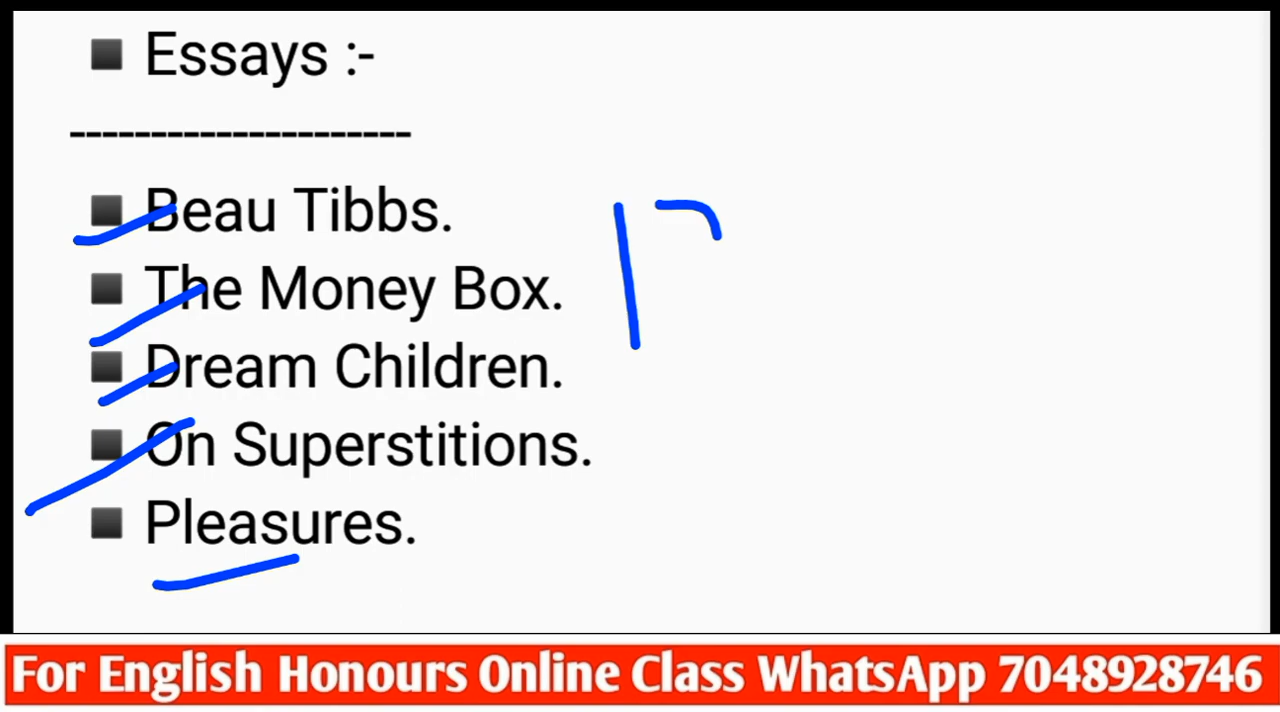 Essays :-
---------------------
Beau Tibbs.
The Money Box.
Dream Children.
On Superstitions.
Pleasures.
For English Honours Online Class WhatsApp 7048928746